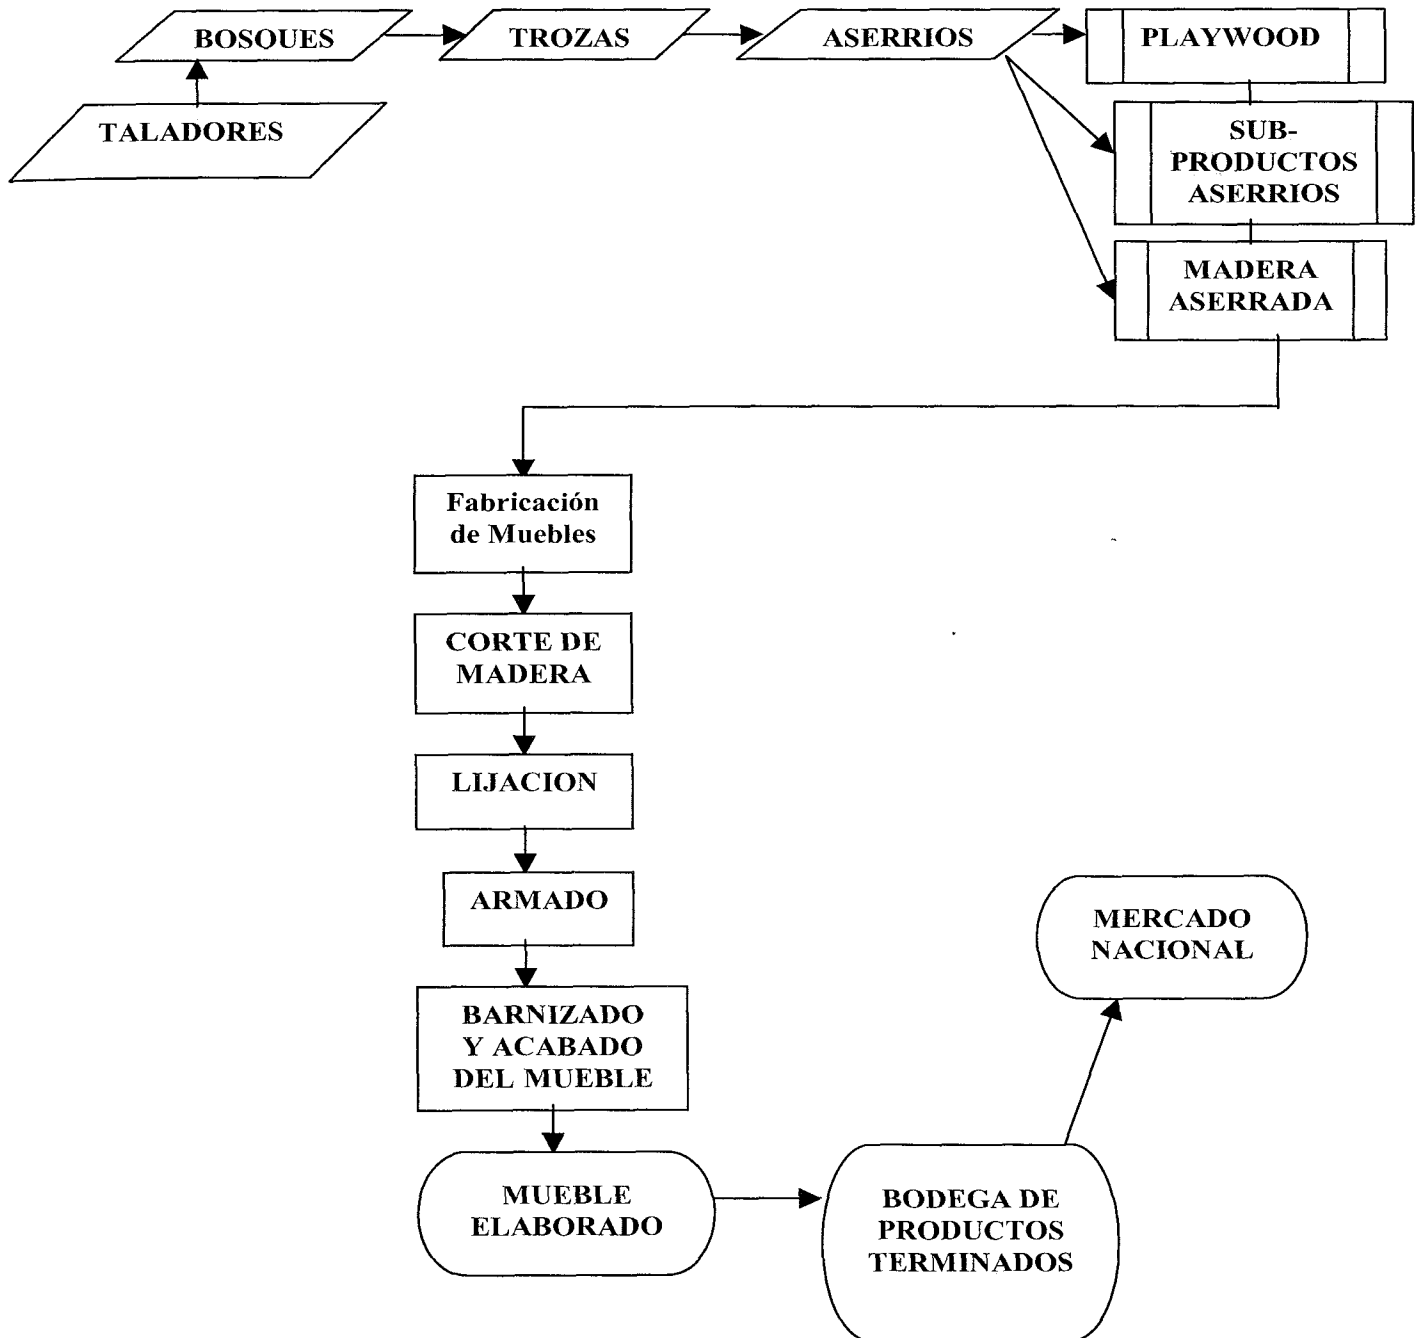 BOSQUES
TROZAS
ASERRIOS
PLAYWOOD
TALADORES
SUB-
PRODUCTOS
ASERRIOS
MADERA
ASERRADA
Fabricación
de Muebles
CORTE DE
MADERA
LIJACION
ARMADO
MERCADO
NACIONAL
BARNIZADO
Y ACABADO
DEL MUEBLE
MUEBLE
ELABORADO
BODEGA DE
PRODUCTOS
TERMINADOS